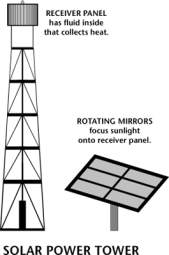 RECEIVER PANEL
has fluid inside
that collects heat.
ROTATING MIRRORS
focus sunlight
onto receiver panel.
SOLAR POWER TOWER